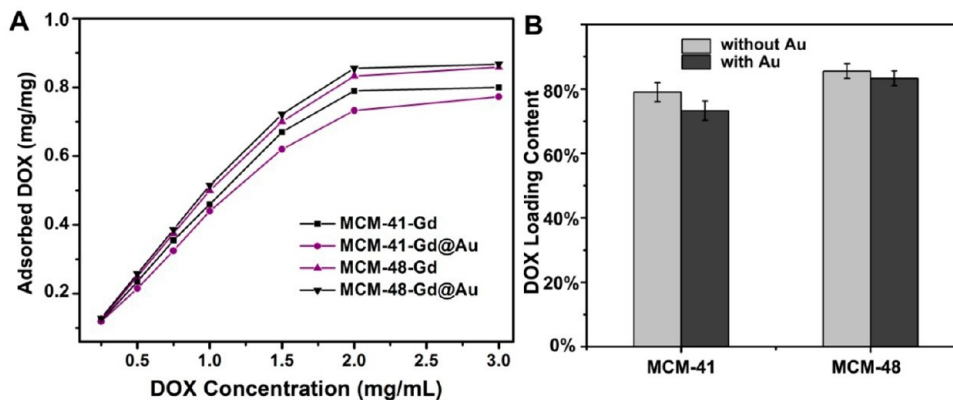 A
Adsorbed DOX (mg/mg)
1.0
0.8
0.6
0.4
0.2
MCM-41-Gd
MCM-41-Gd@Au
MCM-48-Gd
MCM-48-Gd@Au
0.5 1.0 1.5 2.0 2.5 3.0
DOX Concentration (mg/mL)
B
DOX Loading Content
80%
60%
40%
20%
0%
without Au
with Au
MCM-41 MCM-48